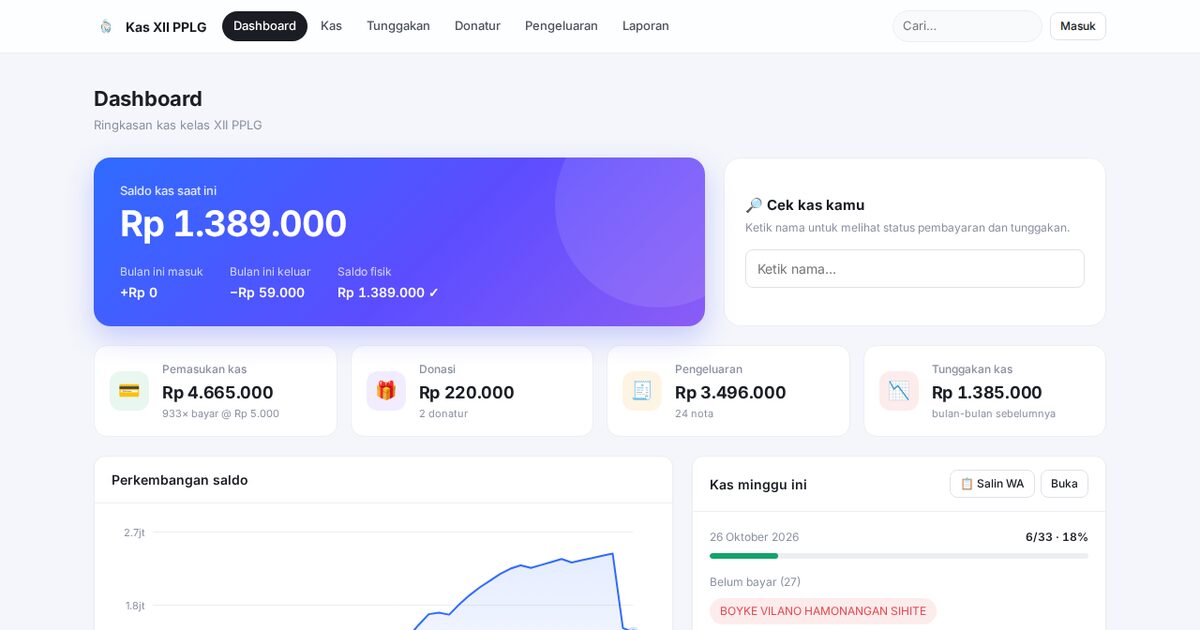 Kas XII PPLG
Dashboard
Kas
Tunggakan
Donatur
Pengeluaran
Laporan
Cari...
Masuk
Dashboard
Ringkasan kas kelas XII PPLG
Saldo kas saat ini
Rp 1.389.000
Bulan ini masuk
+Rp 0
Bulan ini keluar
−Rp 59.000
Saldo fisik
Rp 1.389.000 ✓
🔎 Cek kas kamu
Ketik nama untuk melihat status pembayaran dan tunggakan.
Ketik nama...
Pemasukan kas
Rp 4.665.000
933× bayar @ Rp 5.000
Donasi
Rp 220.000
2 donatur
Pengeluaran
Rp 3.496.000
24 nota
Tunggakan kas
Rp 1.385.000
bulan-bulan sebelumnya
Perkembangan saldo
2.7jt
1.8jt
Kas minggu ini
📋 Salin WA
Buka
26 Oktober 2026
6/33 · 18%
Belum bayar (27)
BOYKE VILANO HAMONANGAN SIHITE